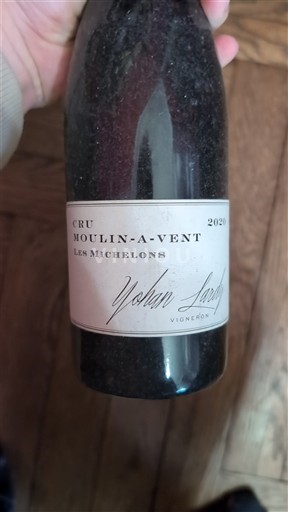 CRU 2020
MOULIN-A-VENT
LES MICHELONS
Yohan Lardy
VIGNERON